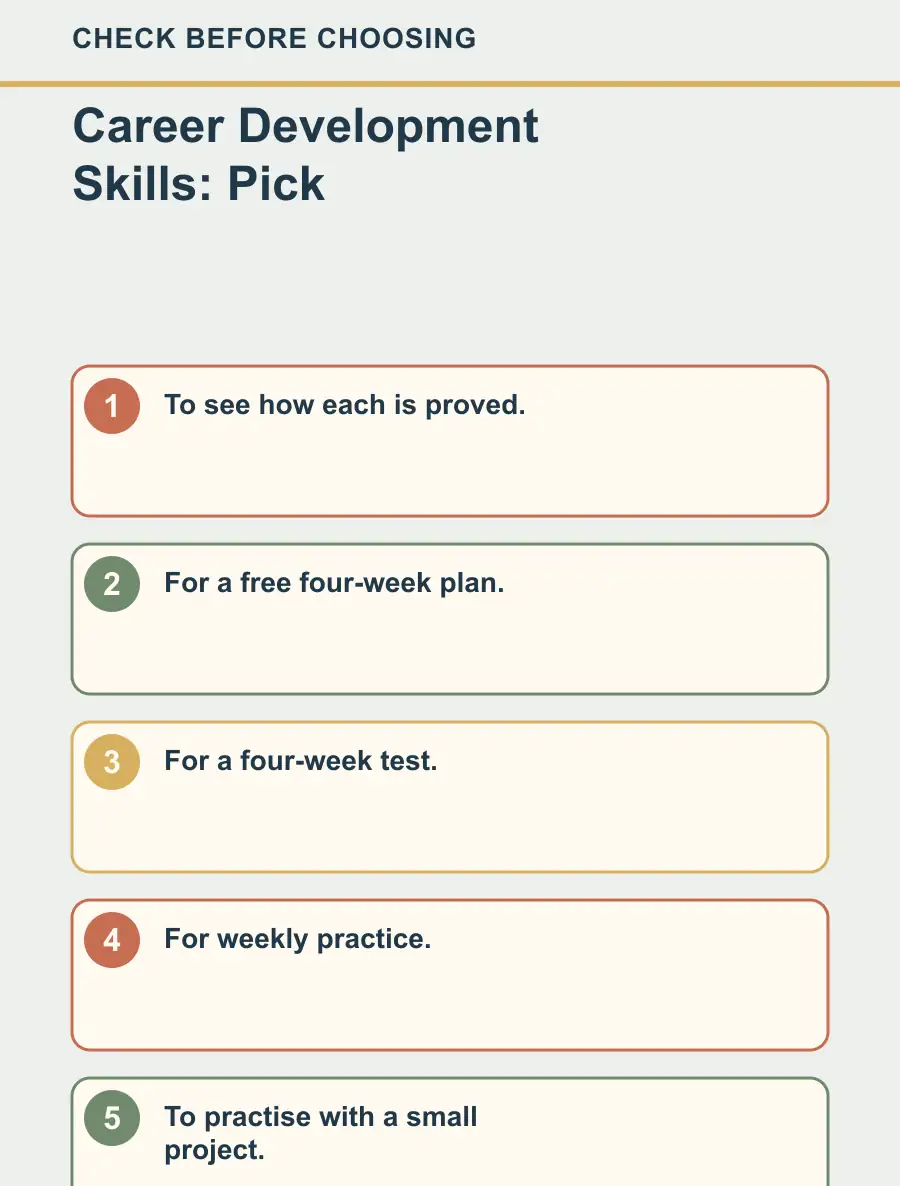 CHECK BEFORE CHOOSING
Career Development
Skills: Pick
1
To see how each is proved.
2
For a free four-week plan.
3
For a four-week test.
4
For weekly practice.
5
To practise with a small
project.